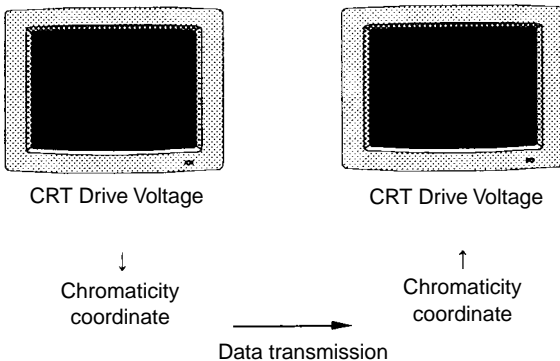 CRT Drive Voltage
CRT Drive Voltage
↓
↑
Chromaticity
coordinate
Chromaticity
coordinate
Data transmission